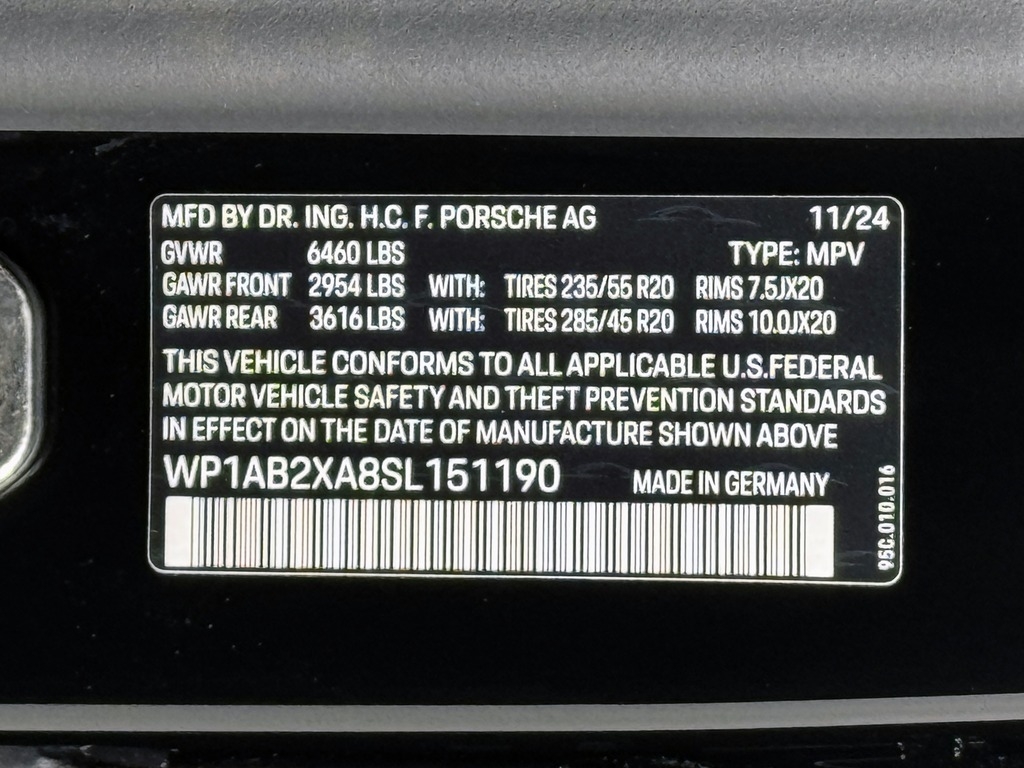 MFD BY DR. ING. H.C. F. PORSCHE AG 11/24
GVWR 6460 LBS TYPE: MPV
GAWR FRONT 2954 LBS WITH: TIRES 235/55 R20 RIMS 7.5JX20
GAWR REAR 3616 LBS WITH: TIRES 285/45 R20 RIMS 10.0JX20
THIS VEHICLE CONFORMS TO ALL APPLICABLE U.S.FEDERAL
MOTOR VEHICLE SAFETY AND THEFT PREVENTION STANDARDS
IN EFFECT ON THE DATE OF MANUFACTURE SHOWN ABOVE
WP1AB2XA8SL151190 MADE IN GERMANY
95C.010.016